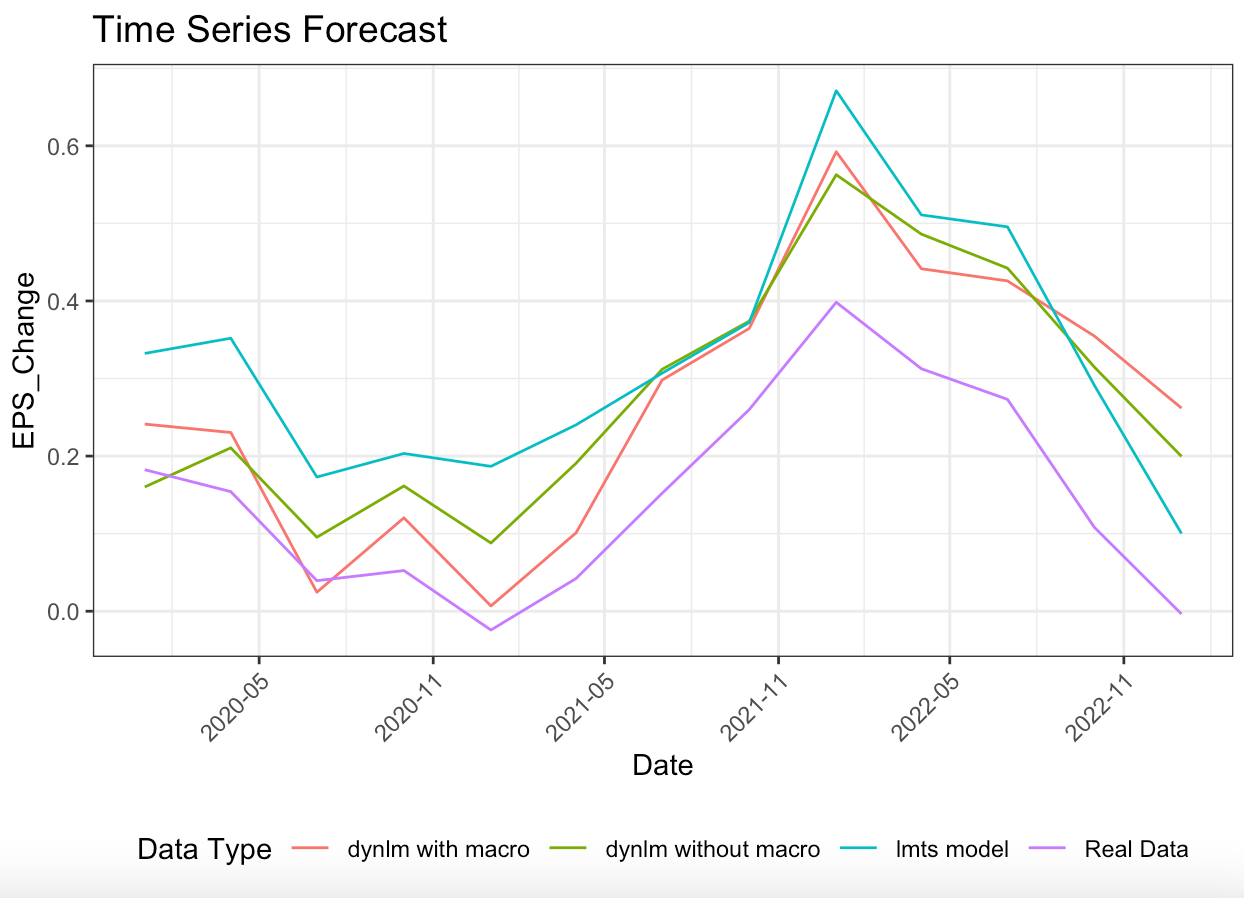 Time Series Forecast
EPS_Change
0.6
0.4
0.2
0.0
2020-05 2020-11 2021-05 2021-11 2022-05 2022-11
Date
Data Type dynlm with macro dynlm without macro lmts model Real Data